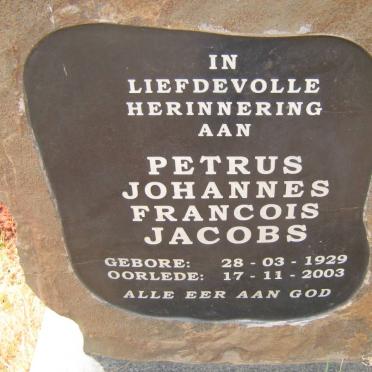 IN
LIEFDEVOLLE
HERINNERING
AAN
PETRUS
JOHANNES
FRANCOIS
JACOBS
GEBORE: 28 - 03 - 1929
OORLEDE: 17 - 11 - 2003
ALLE EER AAN GOD